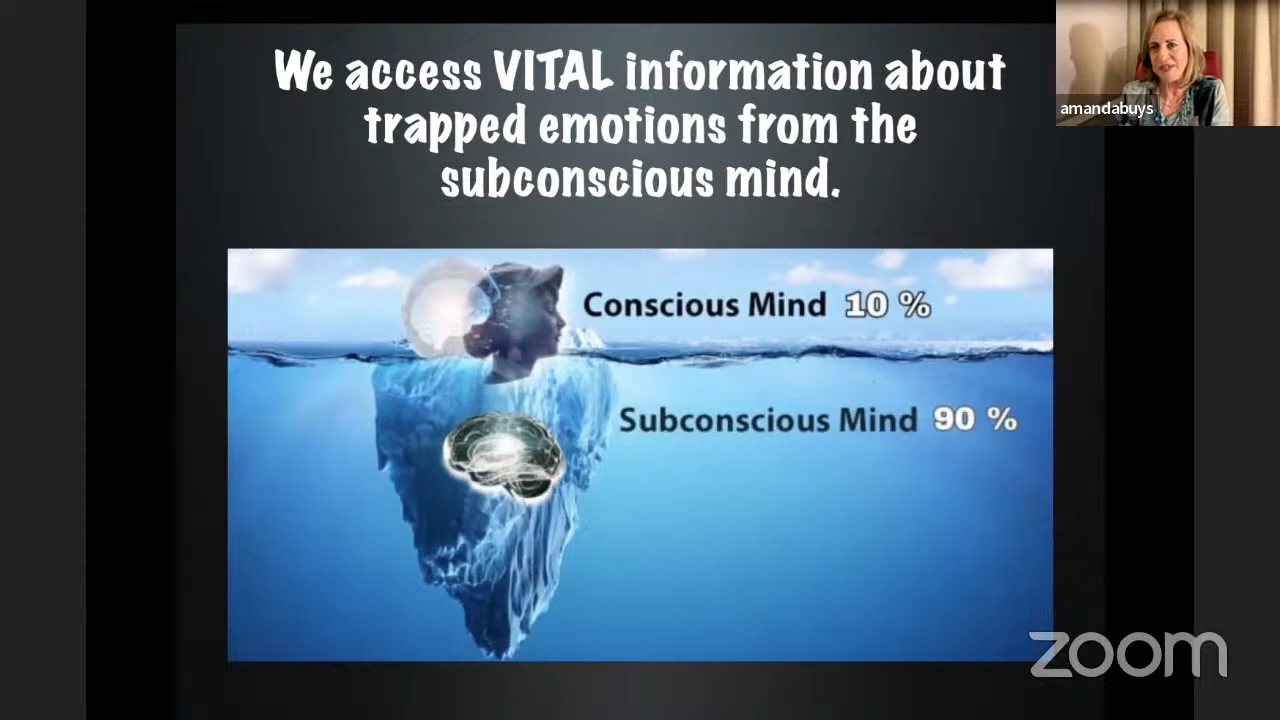 We access VITAL information about
trapped emotions from the
subconscious mind.
amandabuys
Conscious Mind 10 %
Subconscious Mind 90 %
zoom